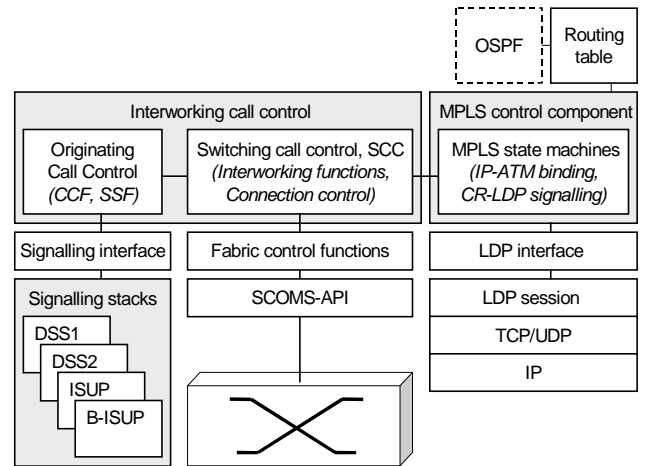 OSPF
Routing
table
Interworking call control
MPLS control component
Originating
Call Control
(CCF, SSF)
Switching call control, SCC
(Interworking functions,
Connection control)
MPLS state machines
(IP-ATM binding,
CR-LDP signalling)
Signalling interface
Fabric control functions
LDP interface
Signalling stacks
DSS1
DSS2
ISUP
B-ISUP
SCOMS-API
LDP session
TCP/UDP
IP